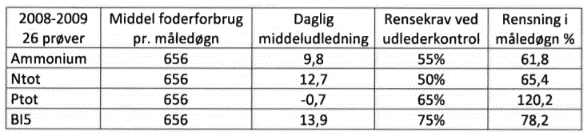 2008-2009 Middel foderforbrug Daglig Rensekrav ved Rensning i
26 prøver pr. måledøgn middeludledning udlederkontrol måledøgn %
Ammonium 656 9,8 55% 61,8
Ntot 656 12,7 50% 65,4
Ptot 656 -0,7 65% 120,2
BI5 656 13,9 75% 78,2